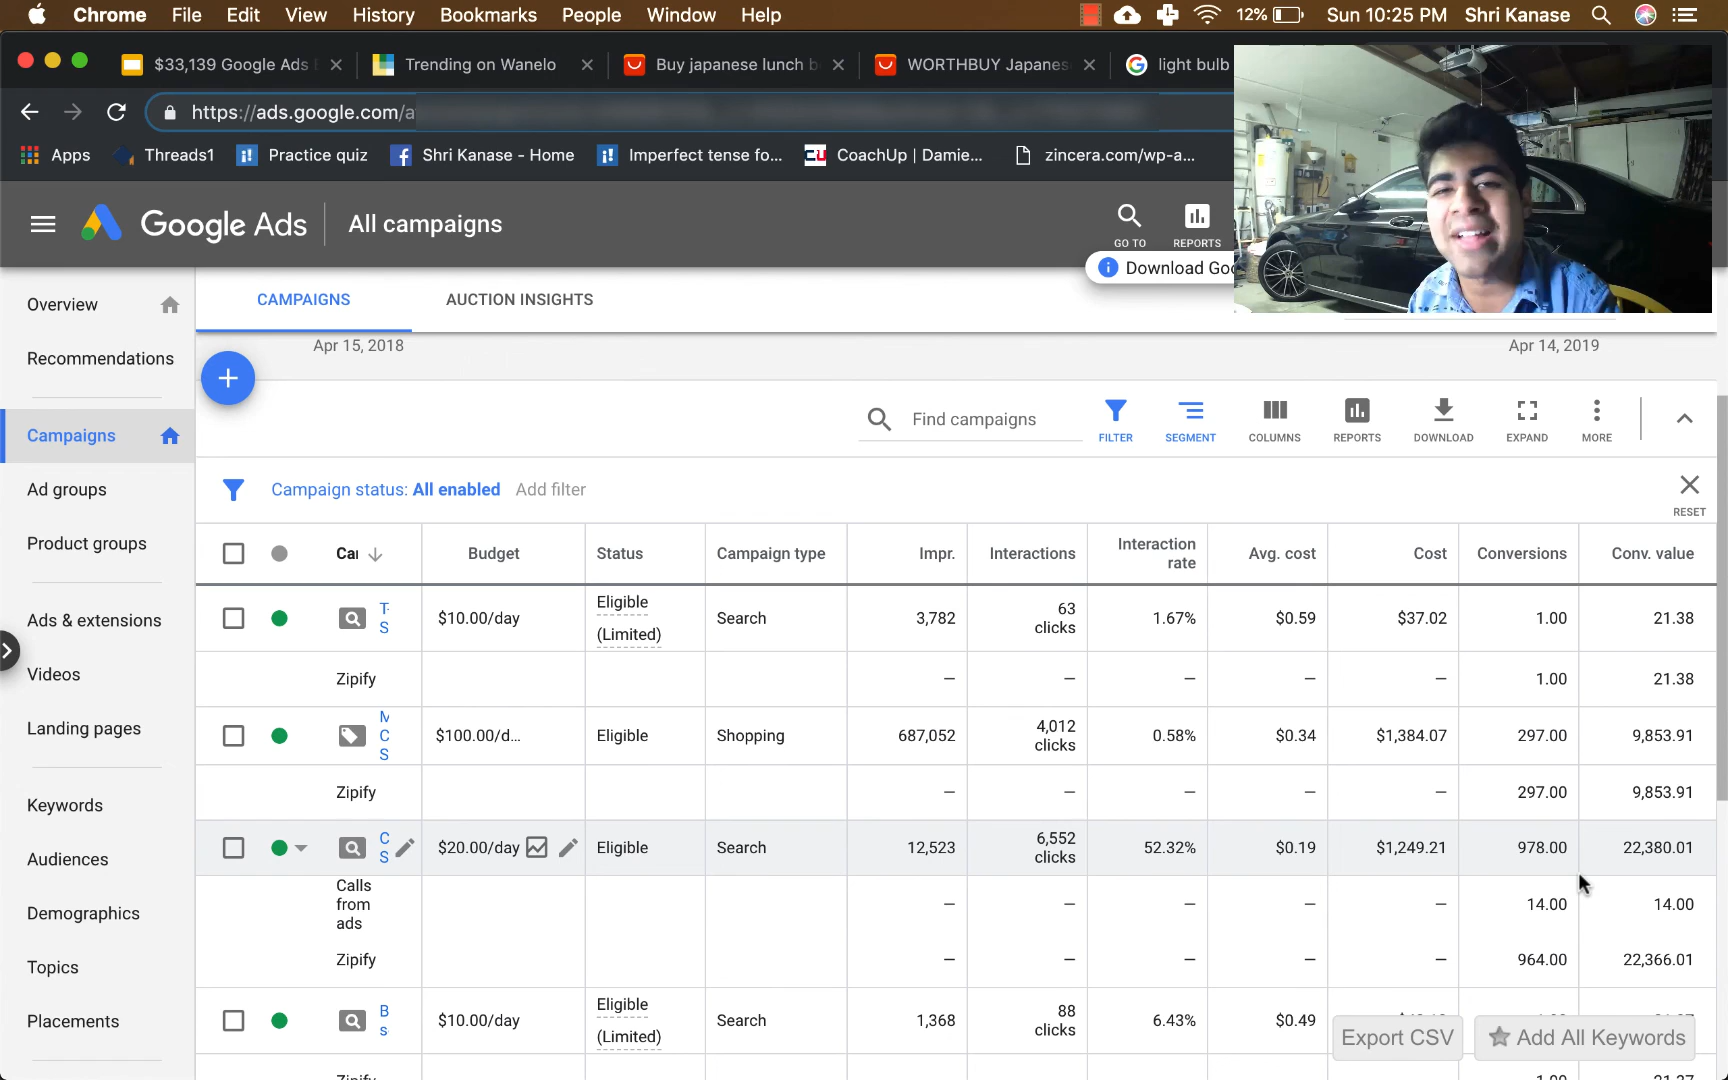 Chrome File Edit View History Bookmarks People Window Help 12% Sun 10:25 PM Shri Kanase
$33,139 Google Ads Trending on Wanelo Buy japanese lunch b WORTHBUY Japanes light bulb
https://ads.google.com/a
Apps Threads1 Practice quiz Shri Kanase - Home Imperfect tense fo... CoachUp | Damie... zincera.com/wp-a...
Google Ads All campaigns
GO TO REPORTS
Download Goo
Overview
Recommendations
Campaigns
Ad groups
Product groups
Ads & extensions
Videos
Landing pages
Keywords
Audiences
Demographics
Topics
Placements
CAMPAIGNS AUCTION INSIGHTS
Apr 15, 2018 Apr 14, 2019
Find campaigns FILTER SEGMENT COLUMNS REPORTS DOWNLOAD EXPAND MORE
Campaign status: All enabled Add filter RESET
Budget Status Campaign type Impr. Interactions Interaction rate Avg. cost Cost Conversions Conv. value
T S $10.00/day Eligible (Limited) Search 3,782 63 clicks 1.67% $0.59 $37.02 1.00 21.38
Zipify — — — — — 1.00 21.38
M C S $100.00/d... Eligible Shopping 687,052 4,012 clicks 0.58% $0.34 $1,384.07 297.00 9,853.91
Zipify — — — — — 297.00 9,853.91
C S $20.00/day Eligible Search 12,523 6,552 clicks 52.32% $0.19 $1,249.21 978.00 22,380.01
Calls from ads — — — — — 14.00 14.00
Zipify — — — — — 964.00 22,366.01
B s $10.00/day Eligible (Limited) Search 1,368 88 clicks 6.43% $0.49
Export CSV Add All Keywords